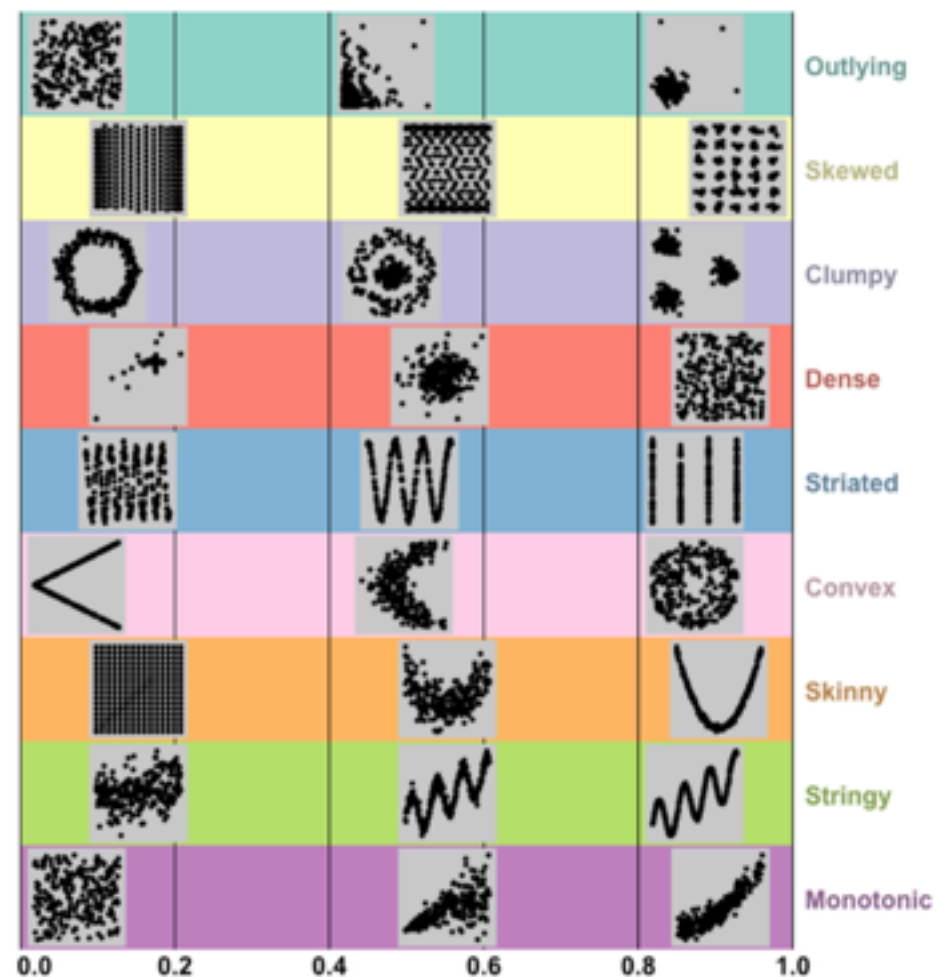 Outlying
Skewed
Clumpy
Dense
Striated
Convex
Skinny
Stringy
Monotonic
0.0 0.2 0.4 0.6 0.8 1.0